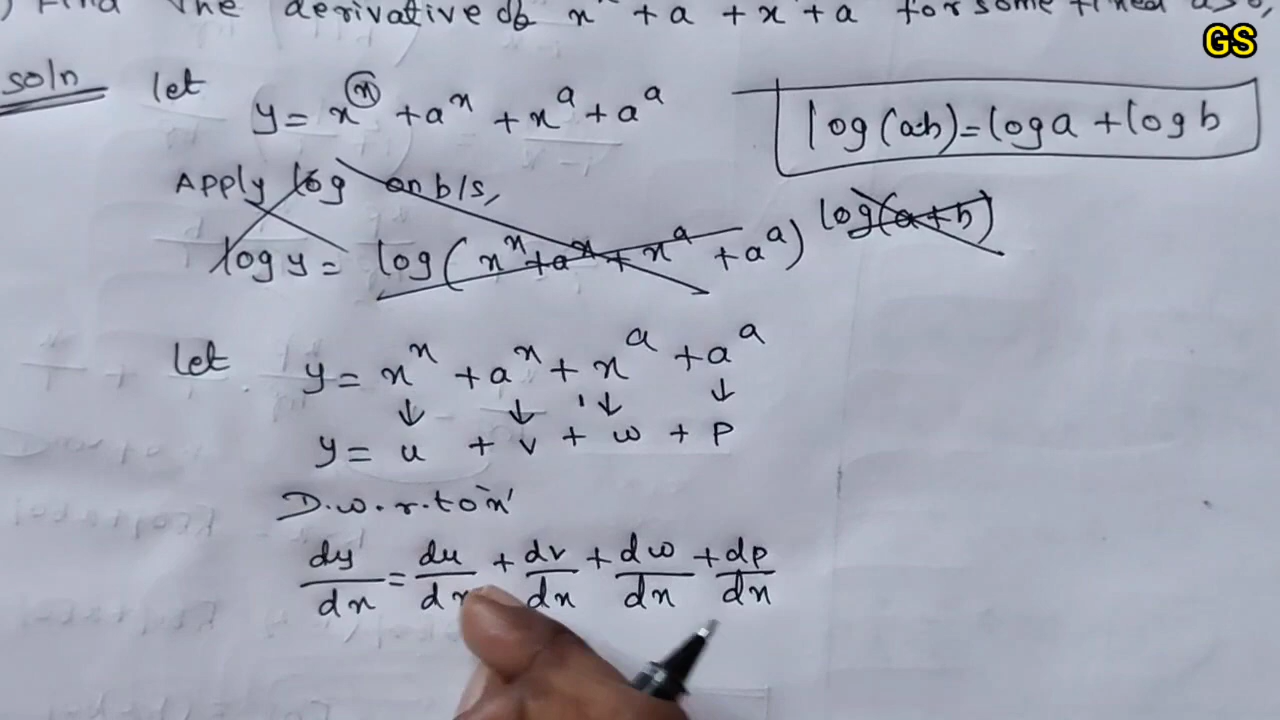 ) Find the derivative of x + a + x + a for some fixed a>0,
GS
soln let
y = x^x + a^x + x^a + a^a
log(ab) = log a + log b
Apply log on b/s,
log y = log(x^x + a^x + x^a + a^a) log(a+b)
let y = x^x + a^x + x^a + a^a
↓ ↓ ↓ ↓
y = u + v + w + p
D.w.r.to 'x'
dy/dx = du/dx + dv/dx + dw/dx + dp/dx